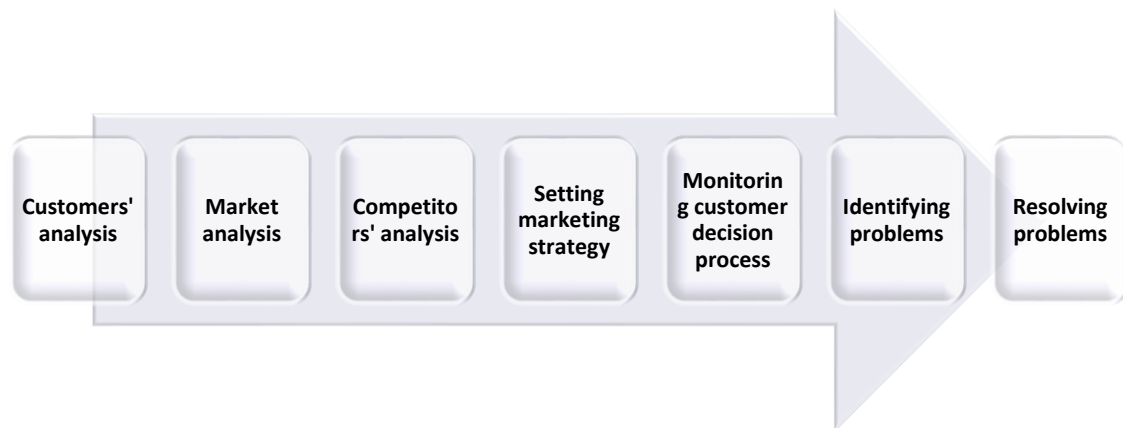 Customers'
analysis
Market
analysis
Competito
rs' analysis
Setting
marketing
strategy
Monitorin
g customer
decision
process
Identifying
problems
Resolving
problems